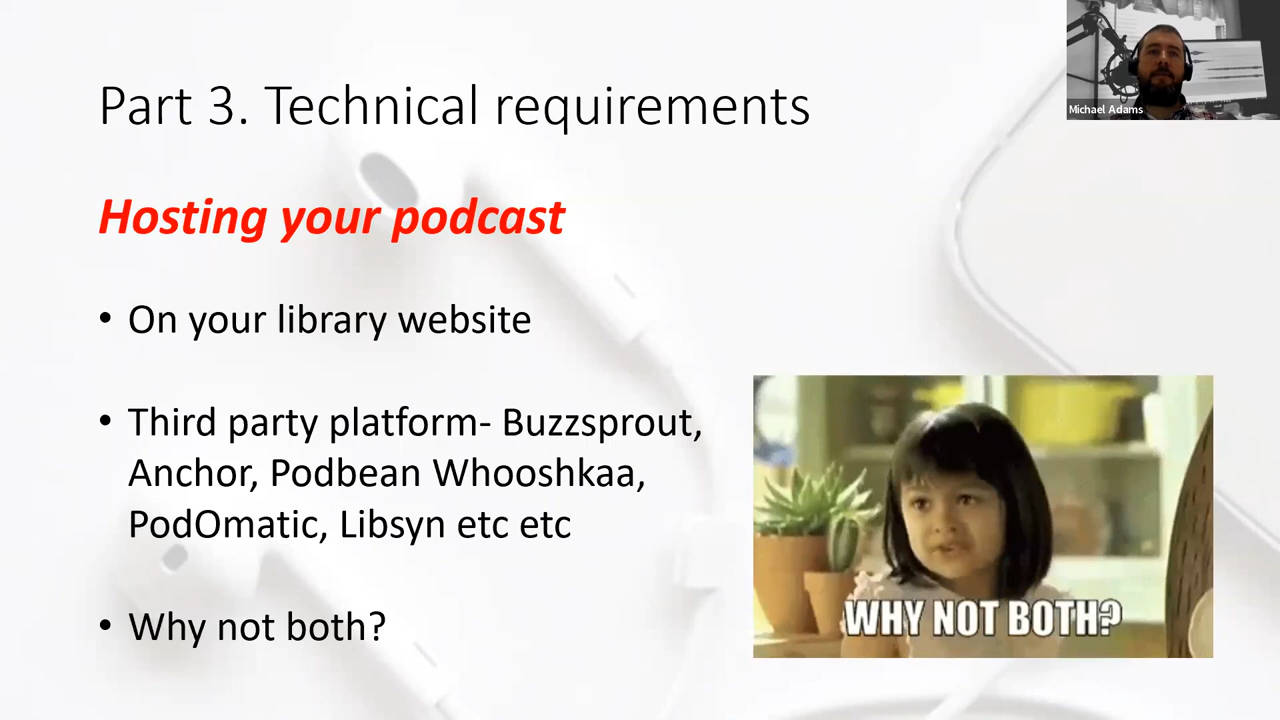 Michael Adams
Part 3. Technical requirements
Hosting your podcast
• On your library website
• Third party platform- Buzzsprout,
Anchor, Podbean Whooshkaa,
PodOmatic, Libsyn etc etc
• Why not both?
WHY NOT BOTH?